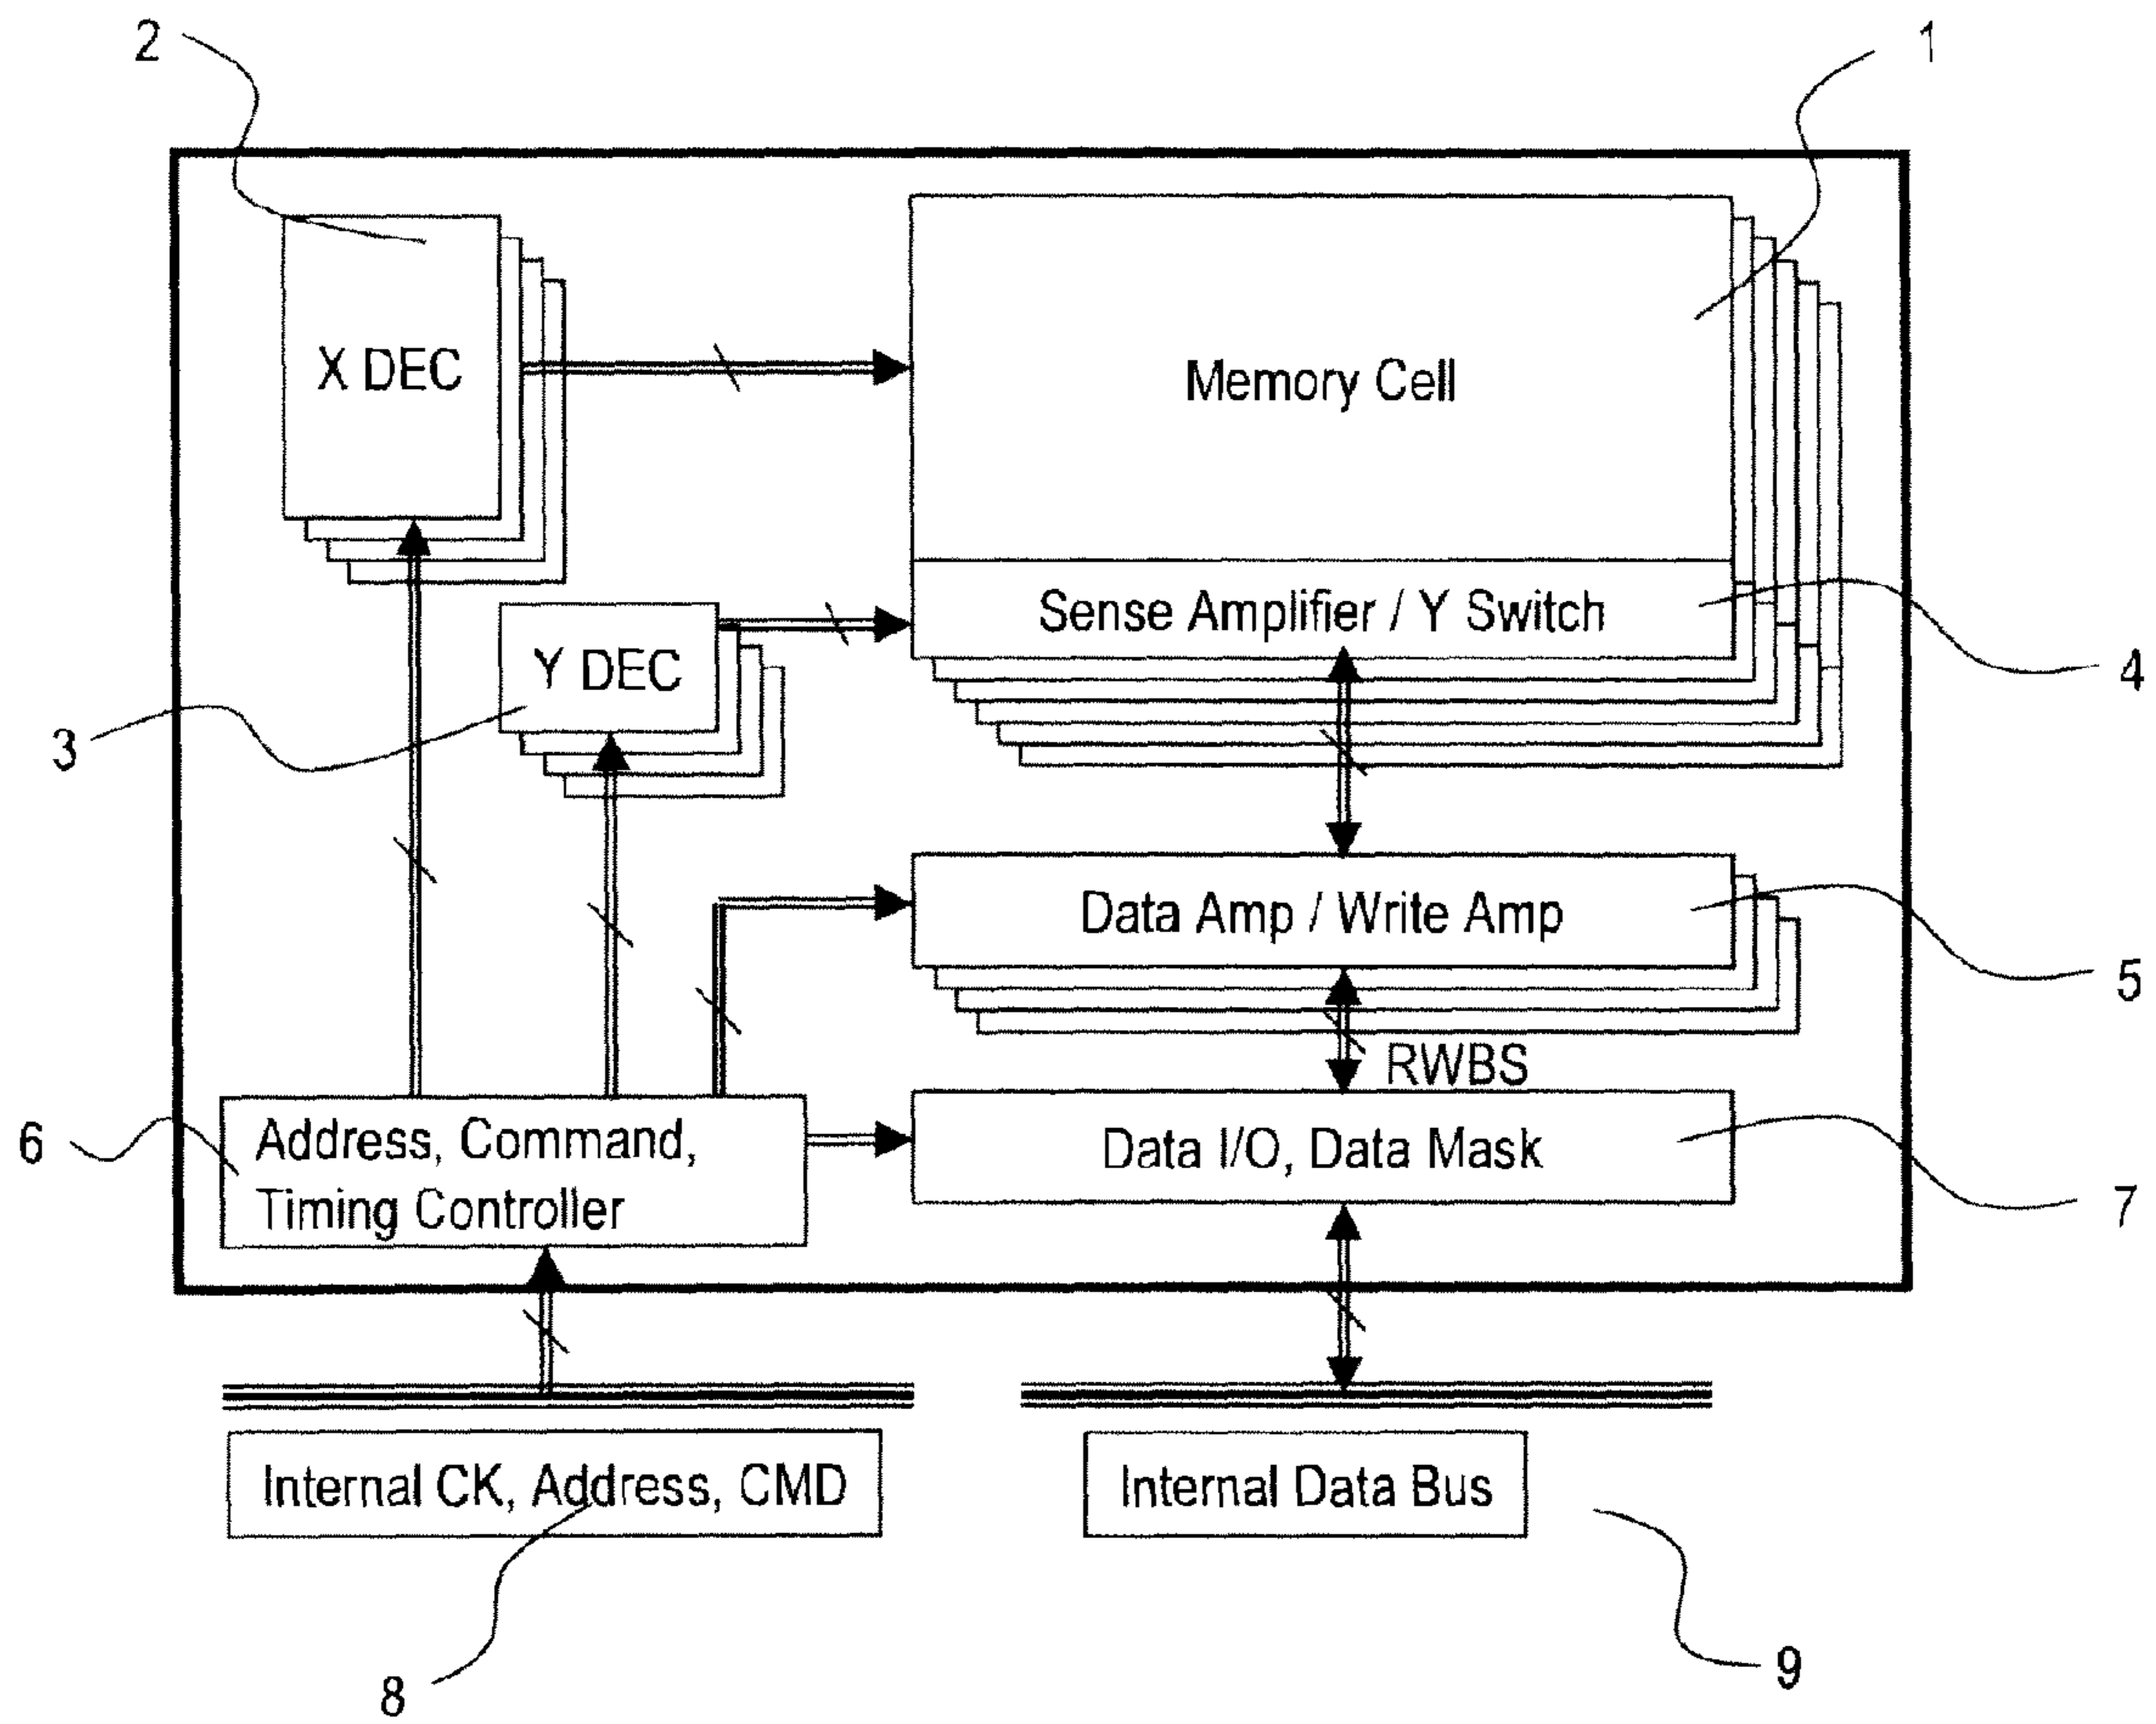 2
1
X DEC
Memory Cell
Sense Amplifier / Y Switch
4
Y DEC
3
Data Amp / Write Amp
5
RWBS
6
Address, Command,
Timing Controller
Data I/O, Data Mask
7
Internal CK, Address, CMD
Internal Data Bus
8
9